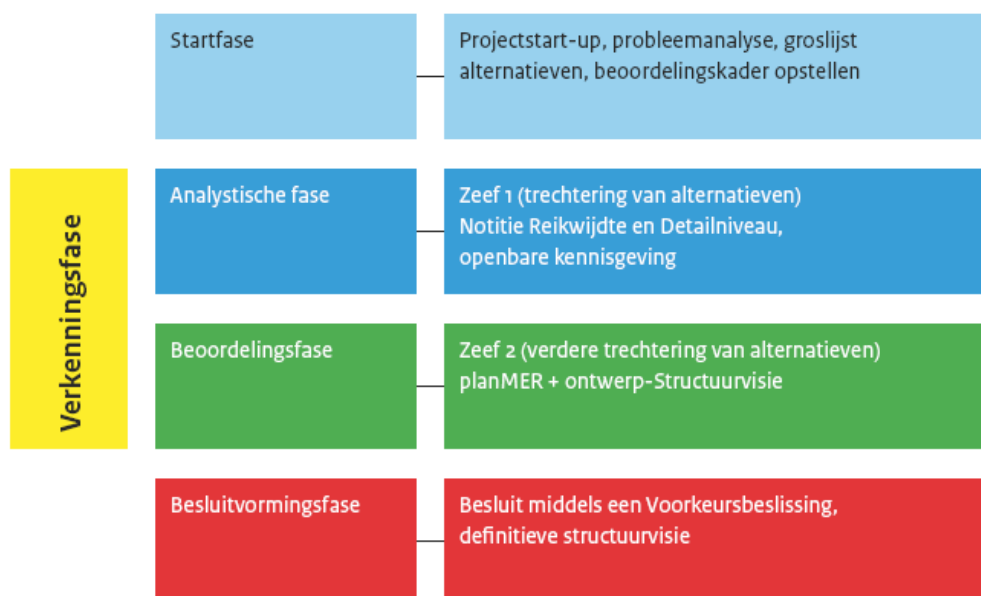 Startfase
Projectstart-up, probleemanalyse, groslijst
alternatieven, beoordelingskader opstellen
Verkenningsfase
Analystische fase
Zeef 1 (trechtering van alternatieven)
Notitie Reikwijdte en Detailniveau,
openbare kennisgeving
Beoordelingsfase
Zeef 2 (verdere trechtering van alternatieven)
planMER + ontwerp-Structuurvisie
Besluitvormingsfase
Besluit middels een Voorkeursbeslissing,
definitieve structuurvisie